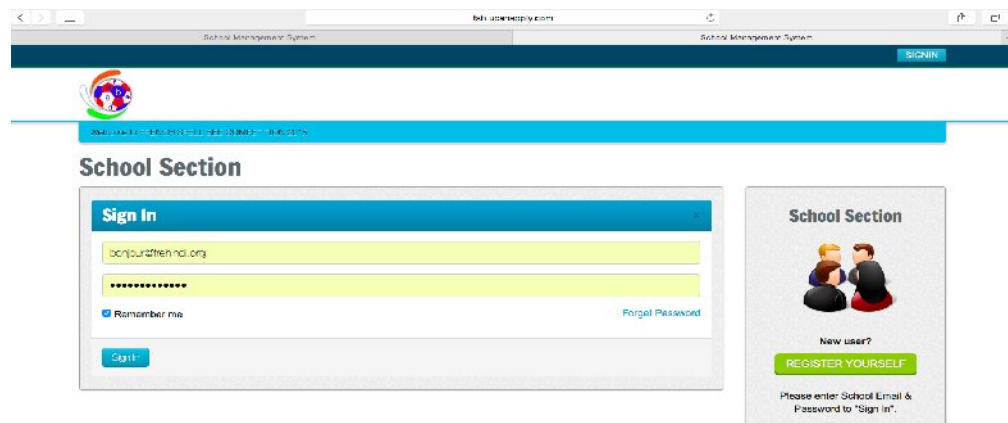 School Management System
School Management System
SIGNIN
School Section
Sign In
Remember me
Forget Password
Sign In
School Section
New user?
REGISTER YOURSELF
Please enter School Email &
Password to "Sign In".